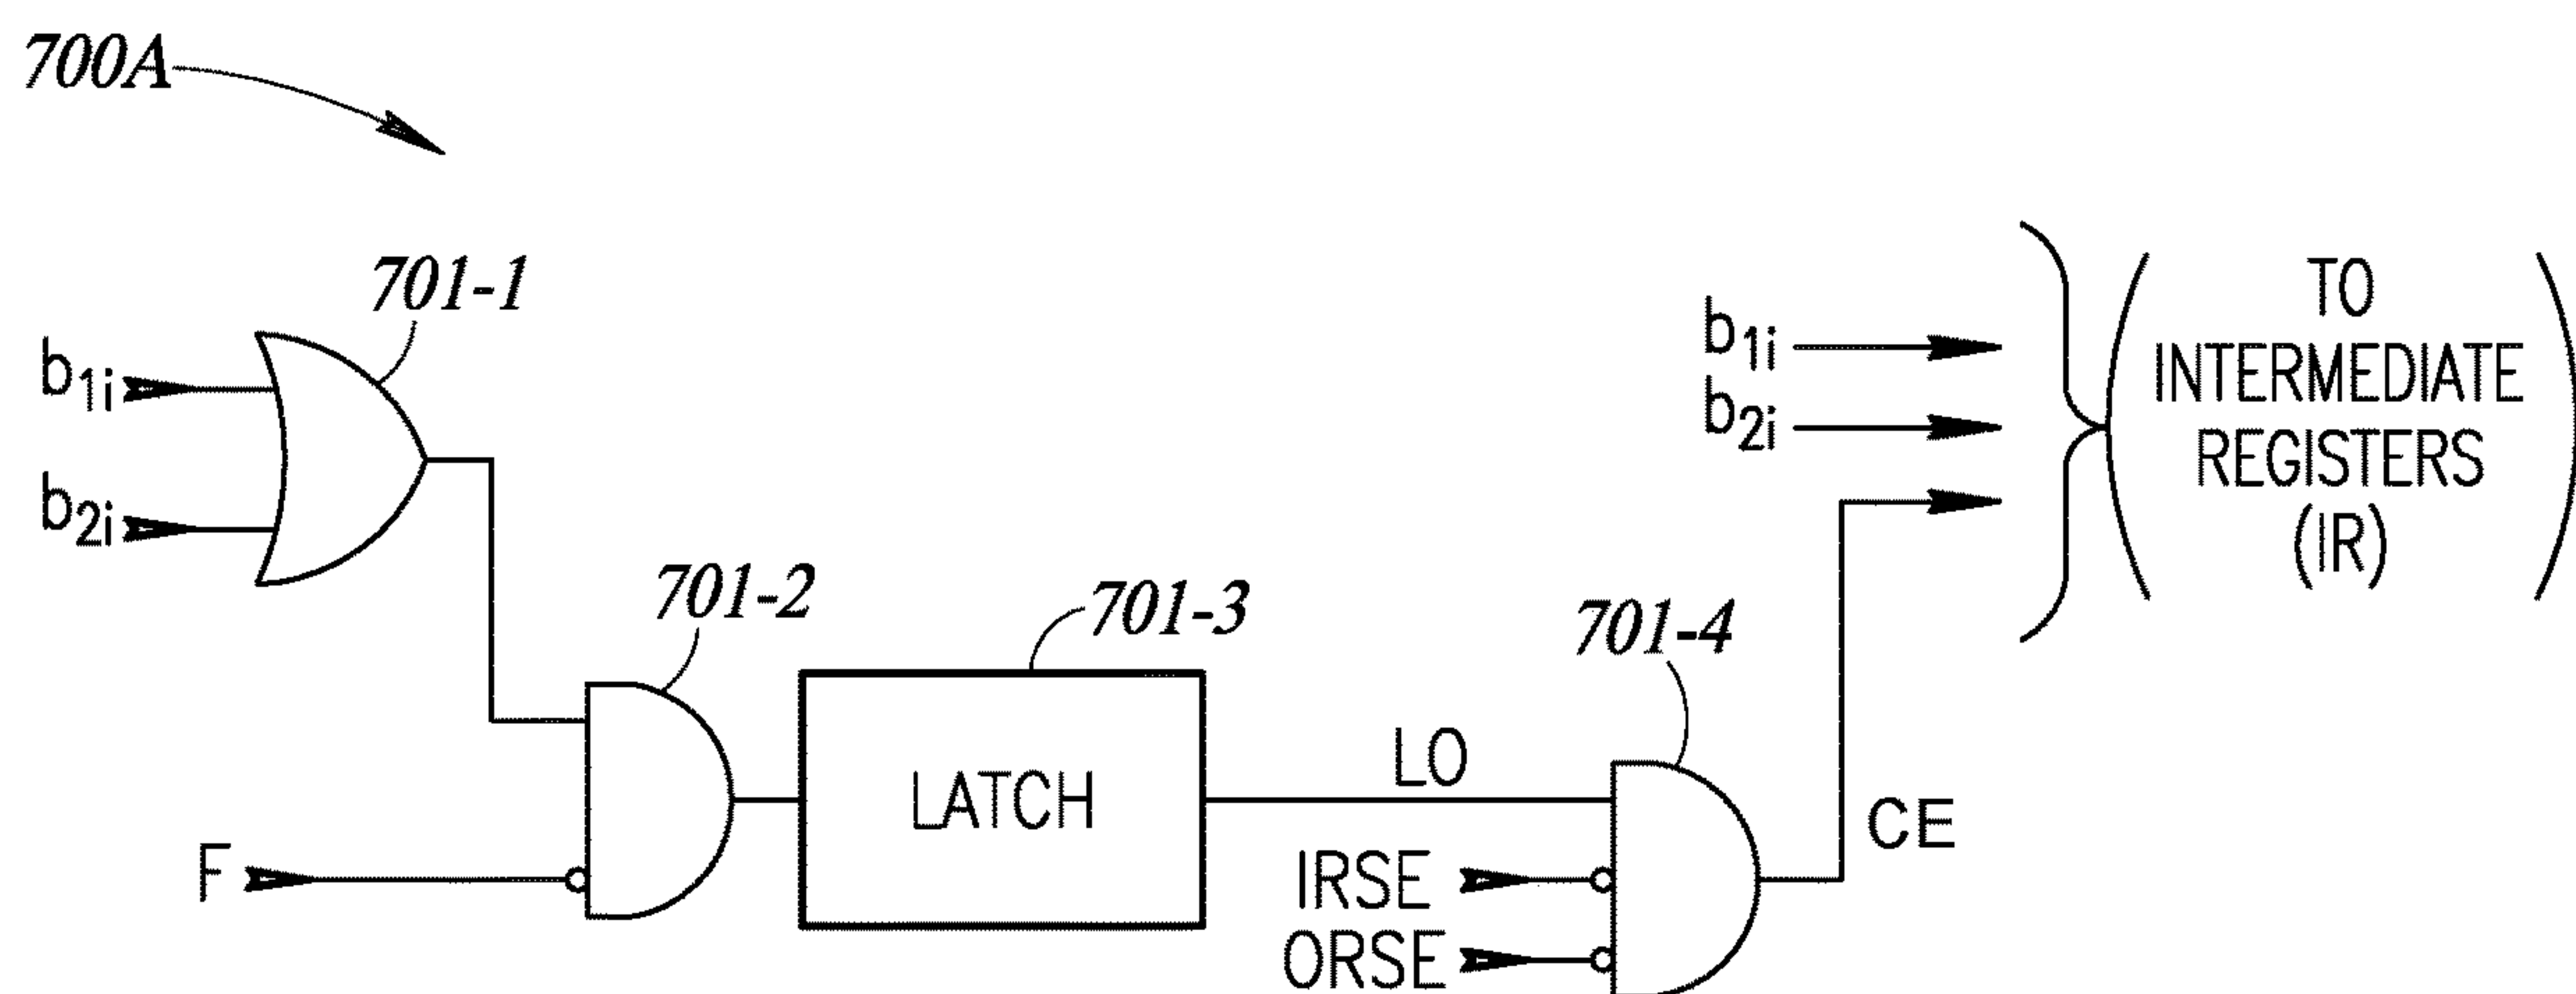 700A
701-1
b1i
b2i
701-2
F
701-3
LATCH
LO
701-4
IRSE
ORSE
CE
b1i
b2i
TO
INTERMEDIATE
REGISTERS
(IR)